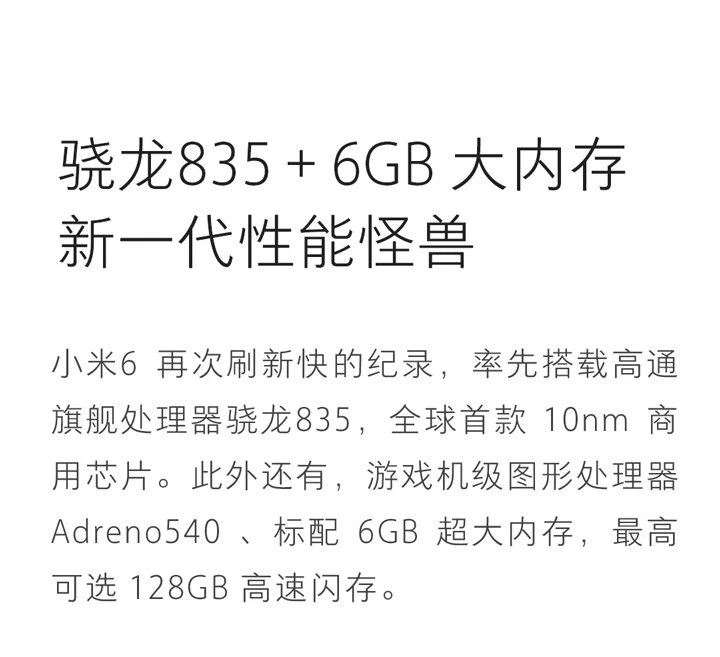 骁龙835 + 6GB 大内存
新一代性能怪兽
小米6 再次刷新快的纪录，率先搭载高通
旗舰处理器骁龙835，全球首款 10nm 商
用芯片。此外还有，游戏机级图形处理器
Adreno540 、标配 6GB 超大内存，最高
可选 128GB 高速闪存。